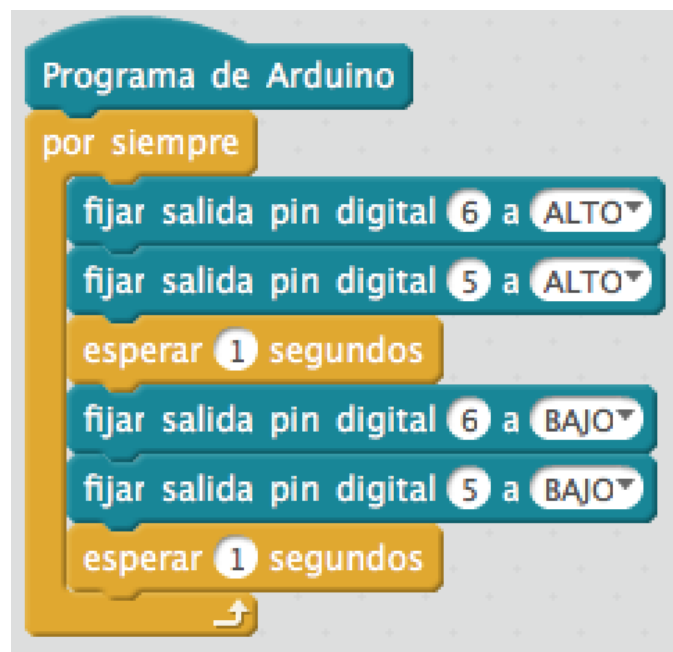 Programa de Arduino
por siempre
fijar salida pin digital 6 a ALTO
fijar salida pin digital 5 a ALTO
esperar 1 segundos
fijar salida pin digital 6 a BAJO
fijar salida pin digital 5 a BAJO
esperar 1 segundos